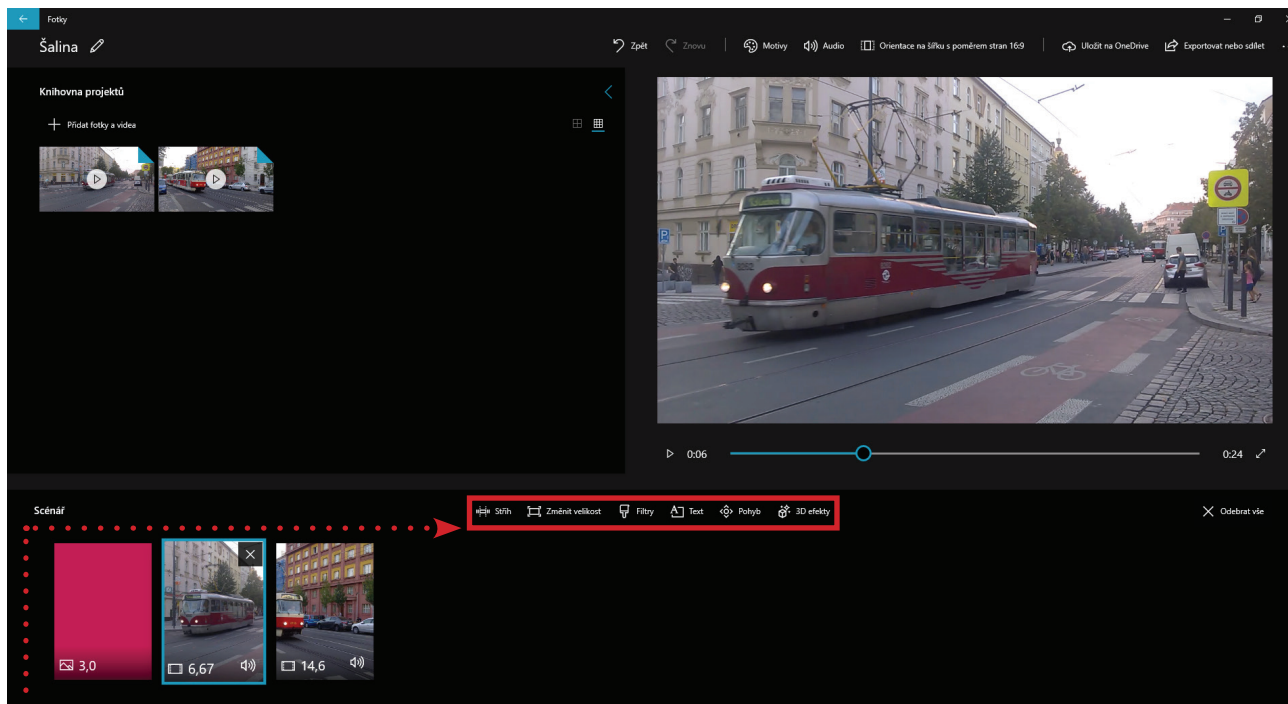 Fotky
Šalina
Zpět
Znovu
Motivy
Audio
Orientace na šířku s poměrem stran 16:9
Uložit na OneDrive
Exportovat nebo sdílet
Knihovna projektů
Přidat fotky a videa
0:06
0:24
Scénář
Střih
Změnit velikost
Filtry
Text
Pohyb
3D efekty
Odebrat vše
3,0
6,67
14,6